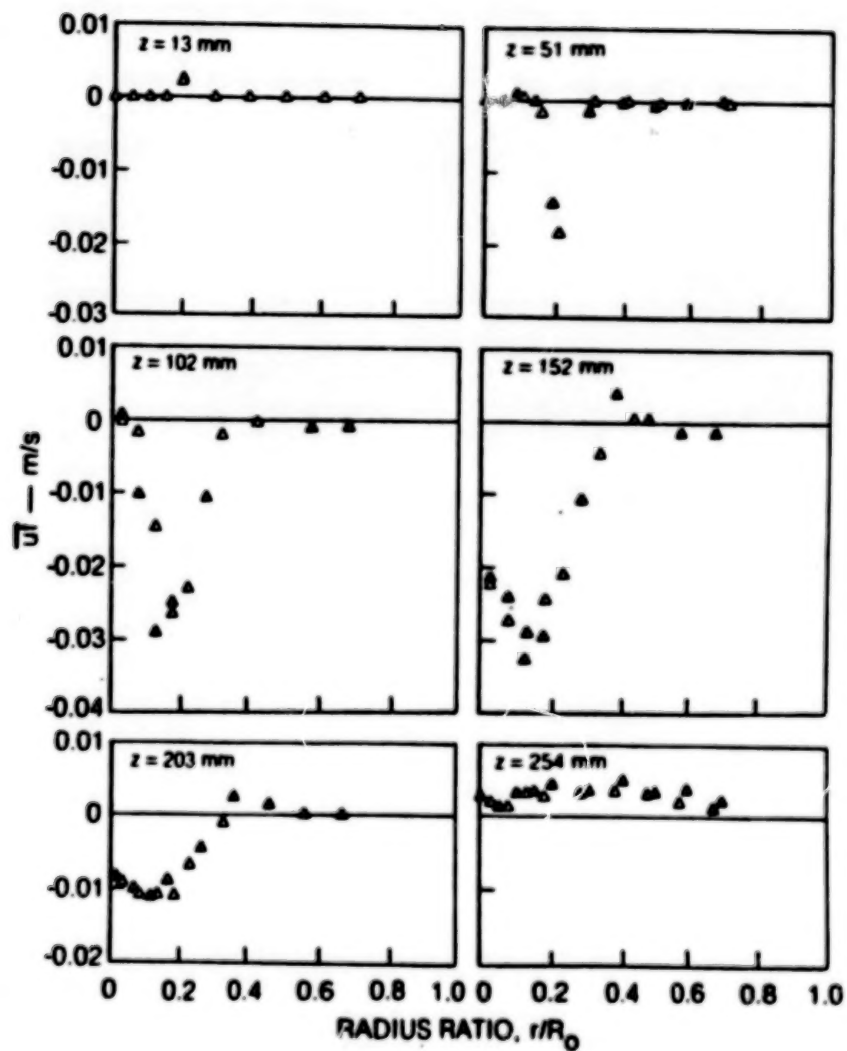 0.01
0
-0.01
-0.02
-0.03
z = 13 mm
z = 51 mm
0.01
0
-0.01
-0.02
-0.03
-0.04
z = 102 mm
z = 152 mm
uf — m/s
0.01
0
-0.01
-0.02
z = 203 mm
z = 254 mm
0 0.2 0.4 0.6 0.8 1.0
0 0.2 0.4 0.6 0.8 1.0
RADIUS RATIO, r/R₀